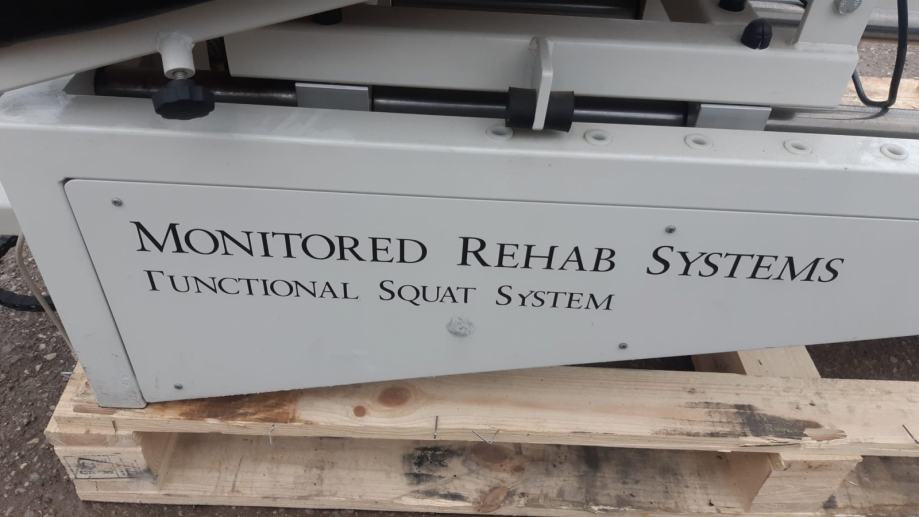 MONITORED REHAB SYSTEMS
FUNCTIONAL SQUAT SYSTEM